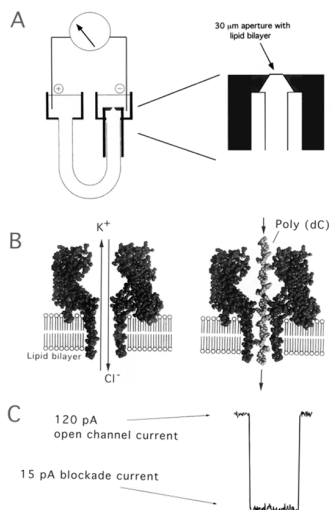 A
30 μm aperture with
lipid bilayer
+
−
B
K+
Poly (dC)
Lipid bilayer
Cl-
C
120 pA
open channel current
15 pA blockade current